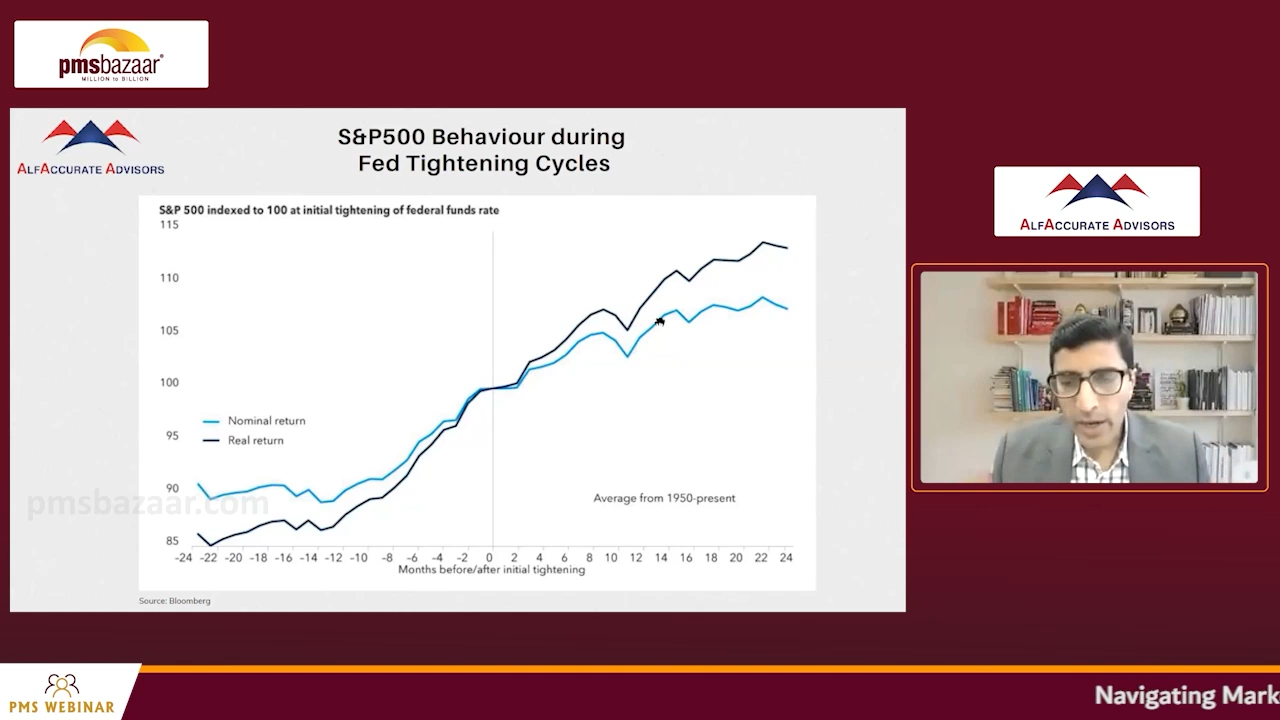 pmsbazaar
MILLION to BILLION
ALFACCURATE ADVISORS
S&P500 Behaviour during
Fed Tightening Cycles
S&P 500 indexed to 100 at initial tightening of federal funds rate
115
110
105
100
95
90
85
Nominal return
Real return
Average from 1950-present
-24 -22 -20 -18 -16 -14 -12 -10 -8 -6 -4 -2 0 2 4 6 8 10 12 14 16 18 20 22 24
Months before/after initial tightening
Source: Bloomberg
pmsbazaar.com
ALFACCURATE ADVISORS
PMS WEBINAR
Navigating Mark